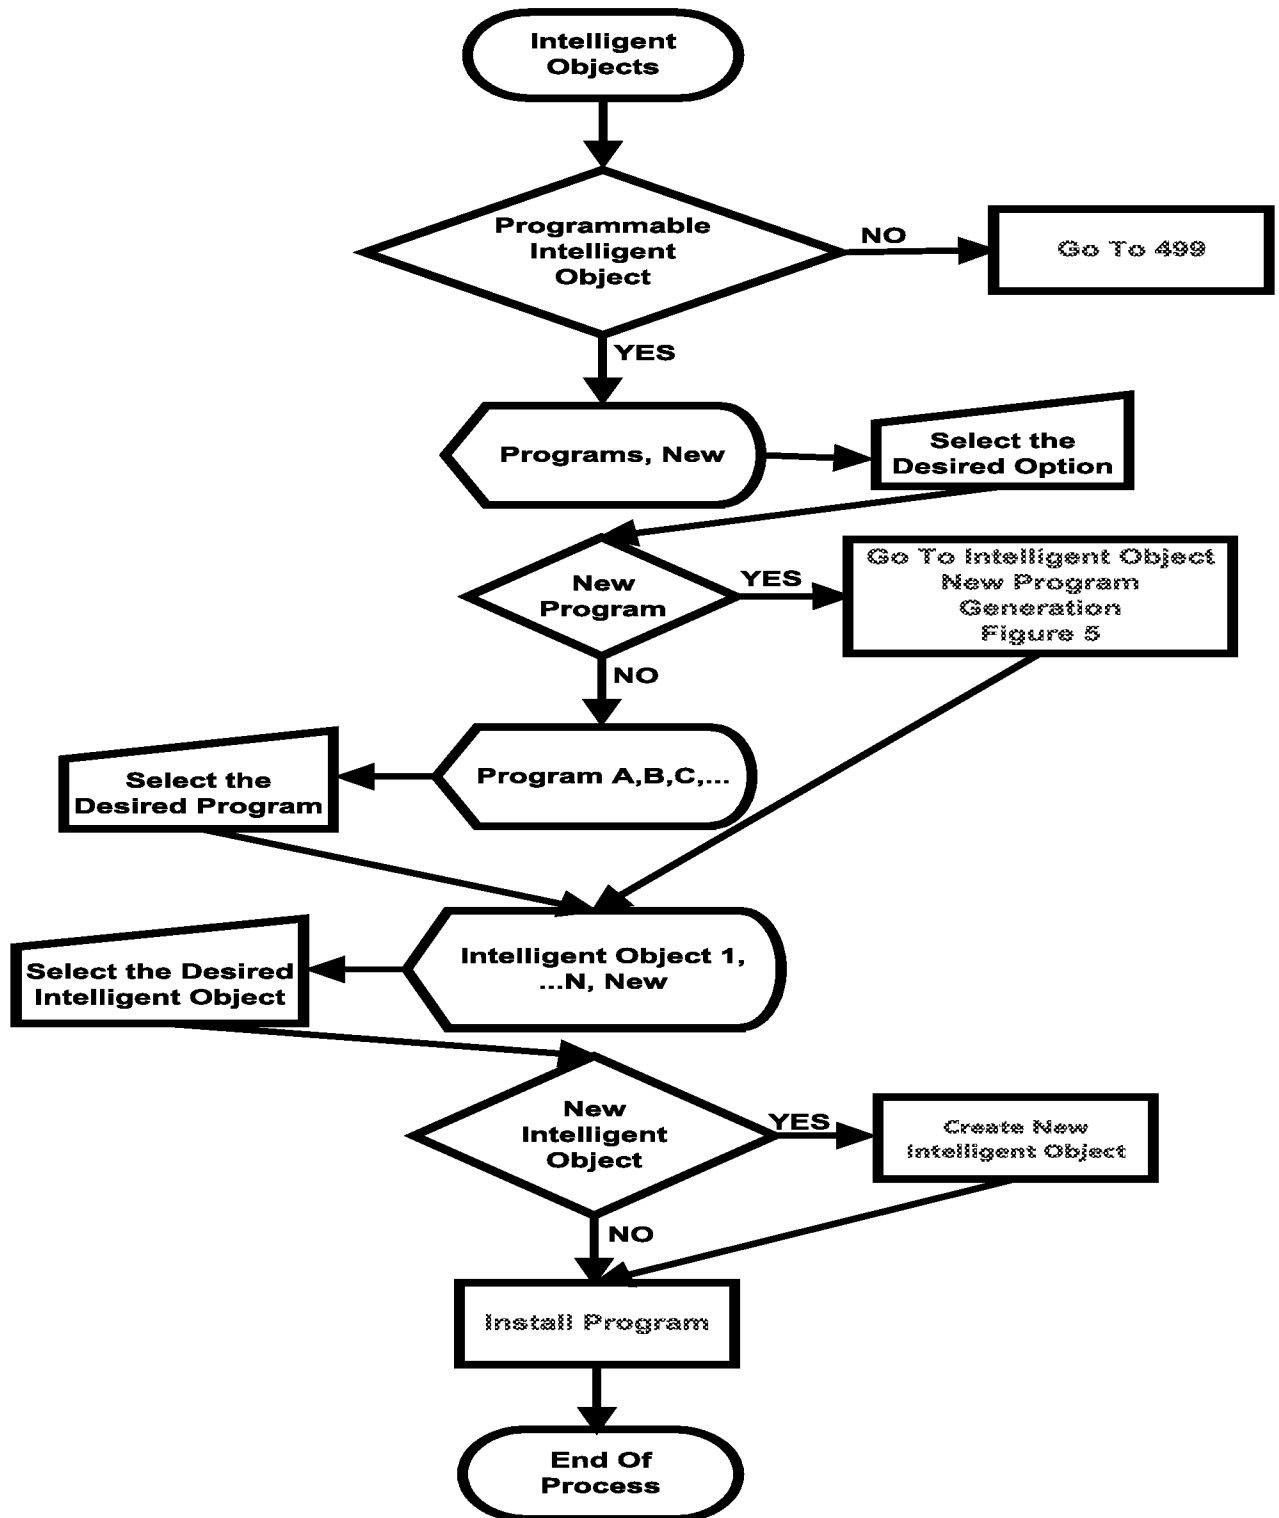 Intelligent
Objects
Programmable
Intelligent
Object
NO
Go To 499
YES
Programs, New
Select the
Desired Option
New
Program
YES
Go To Intelligent Object
New Program
Generation
Figure 5
NO
Program A,B,C,...
Select the
Desired Program
Intelligent Object 1,
...N, New
Select the Desired
Intelligent Object
New
Intelligent
Object
YES
Create New
Intelligent Object
NO
Install Program
End Of
Process